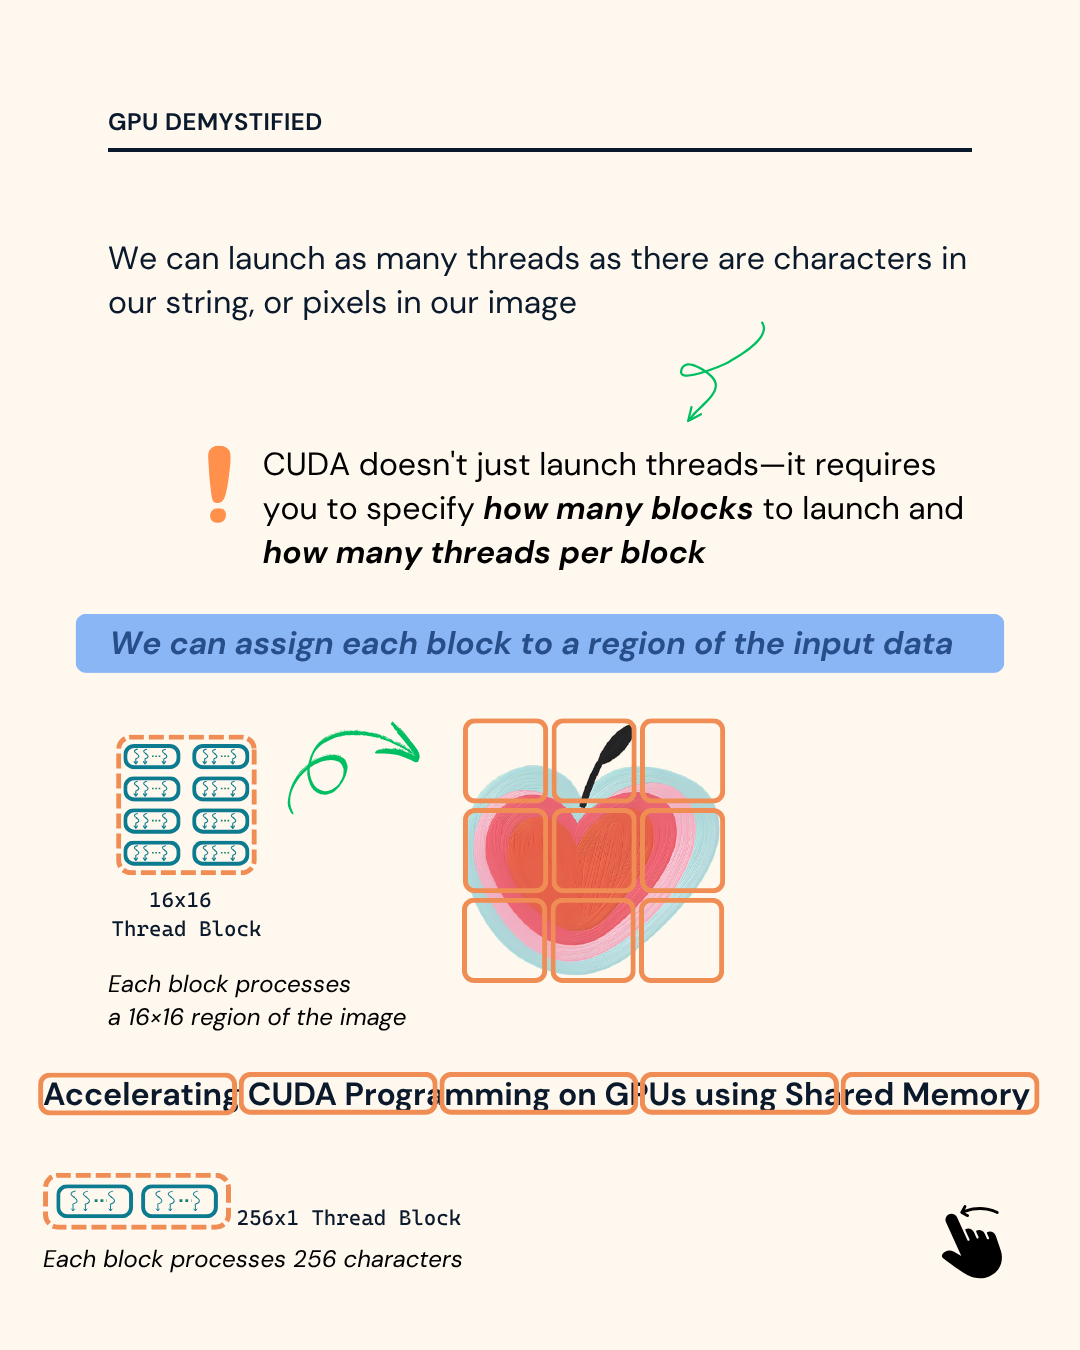 GPU DEMYSTIFIED
We can launch as many threads as there are characters in
our string, or pixels in our image
!
CUDA doesn't just launch threads—it requires
you to specify how many blocks to launch and
how many threads per block
We can assign each block to a region of the input data
16x16
Thread Block
Each block processes
a 16×16 region of the image
Accelerating CUDA Programming on GPUs using Shared Memory
256x1 Thread Block
Each block processes 256 characters